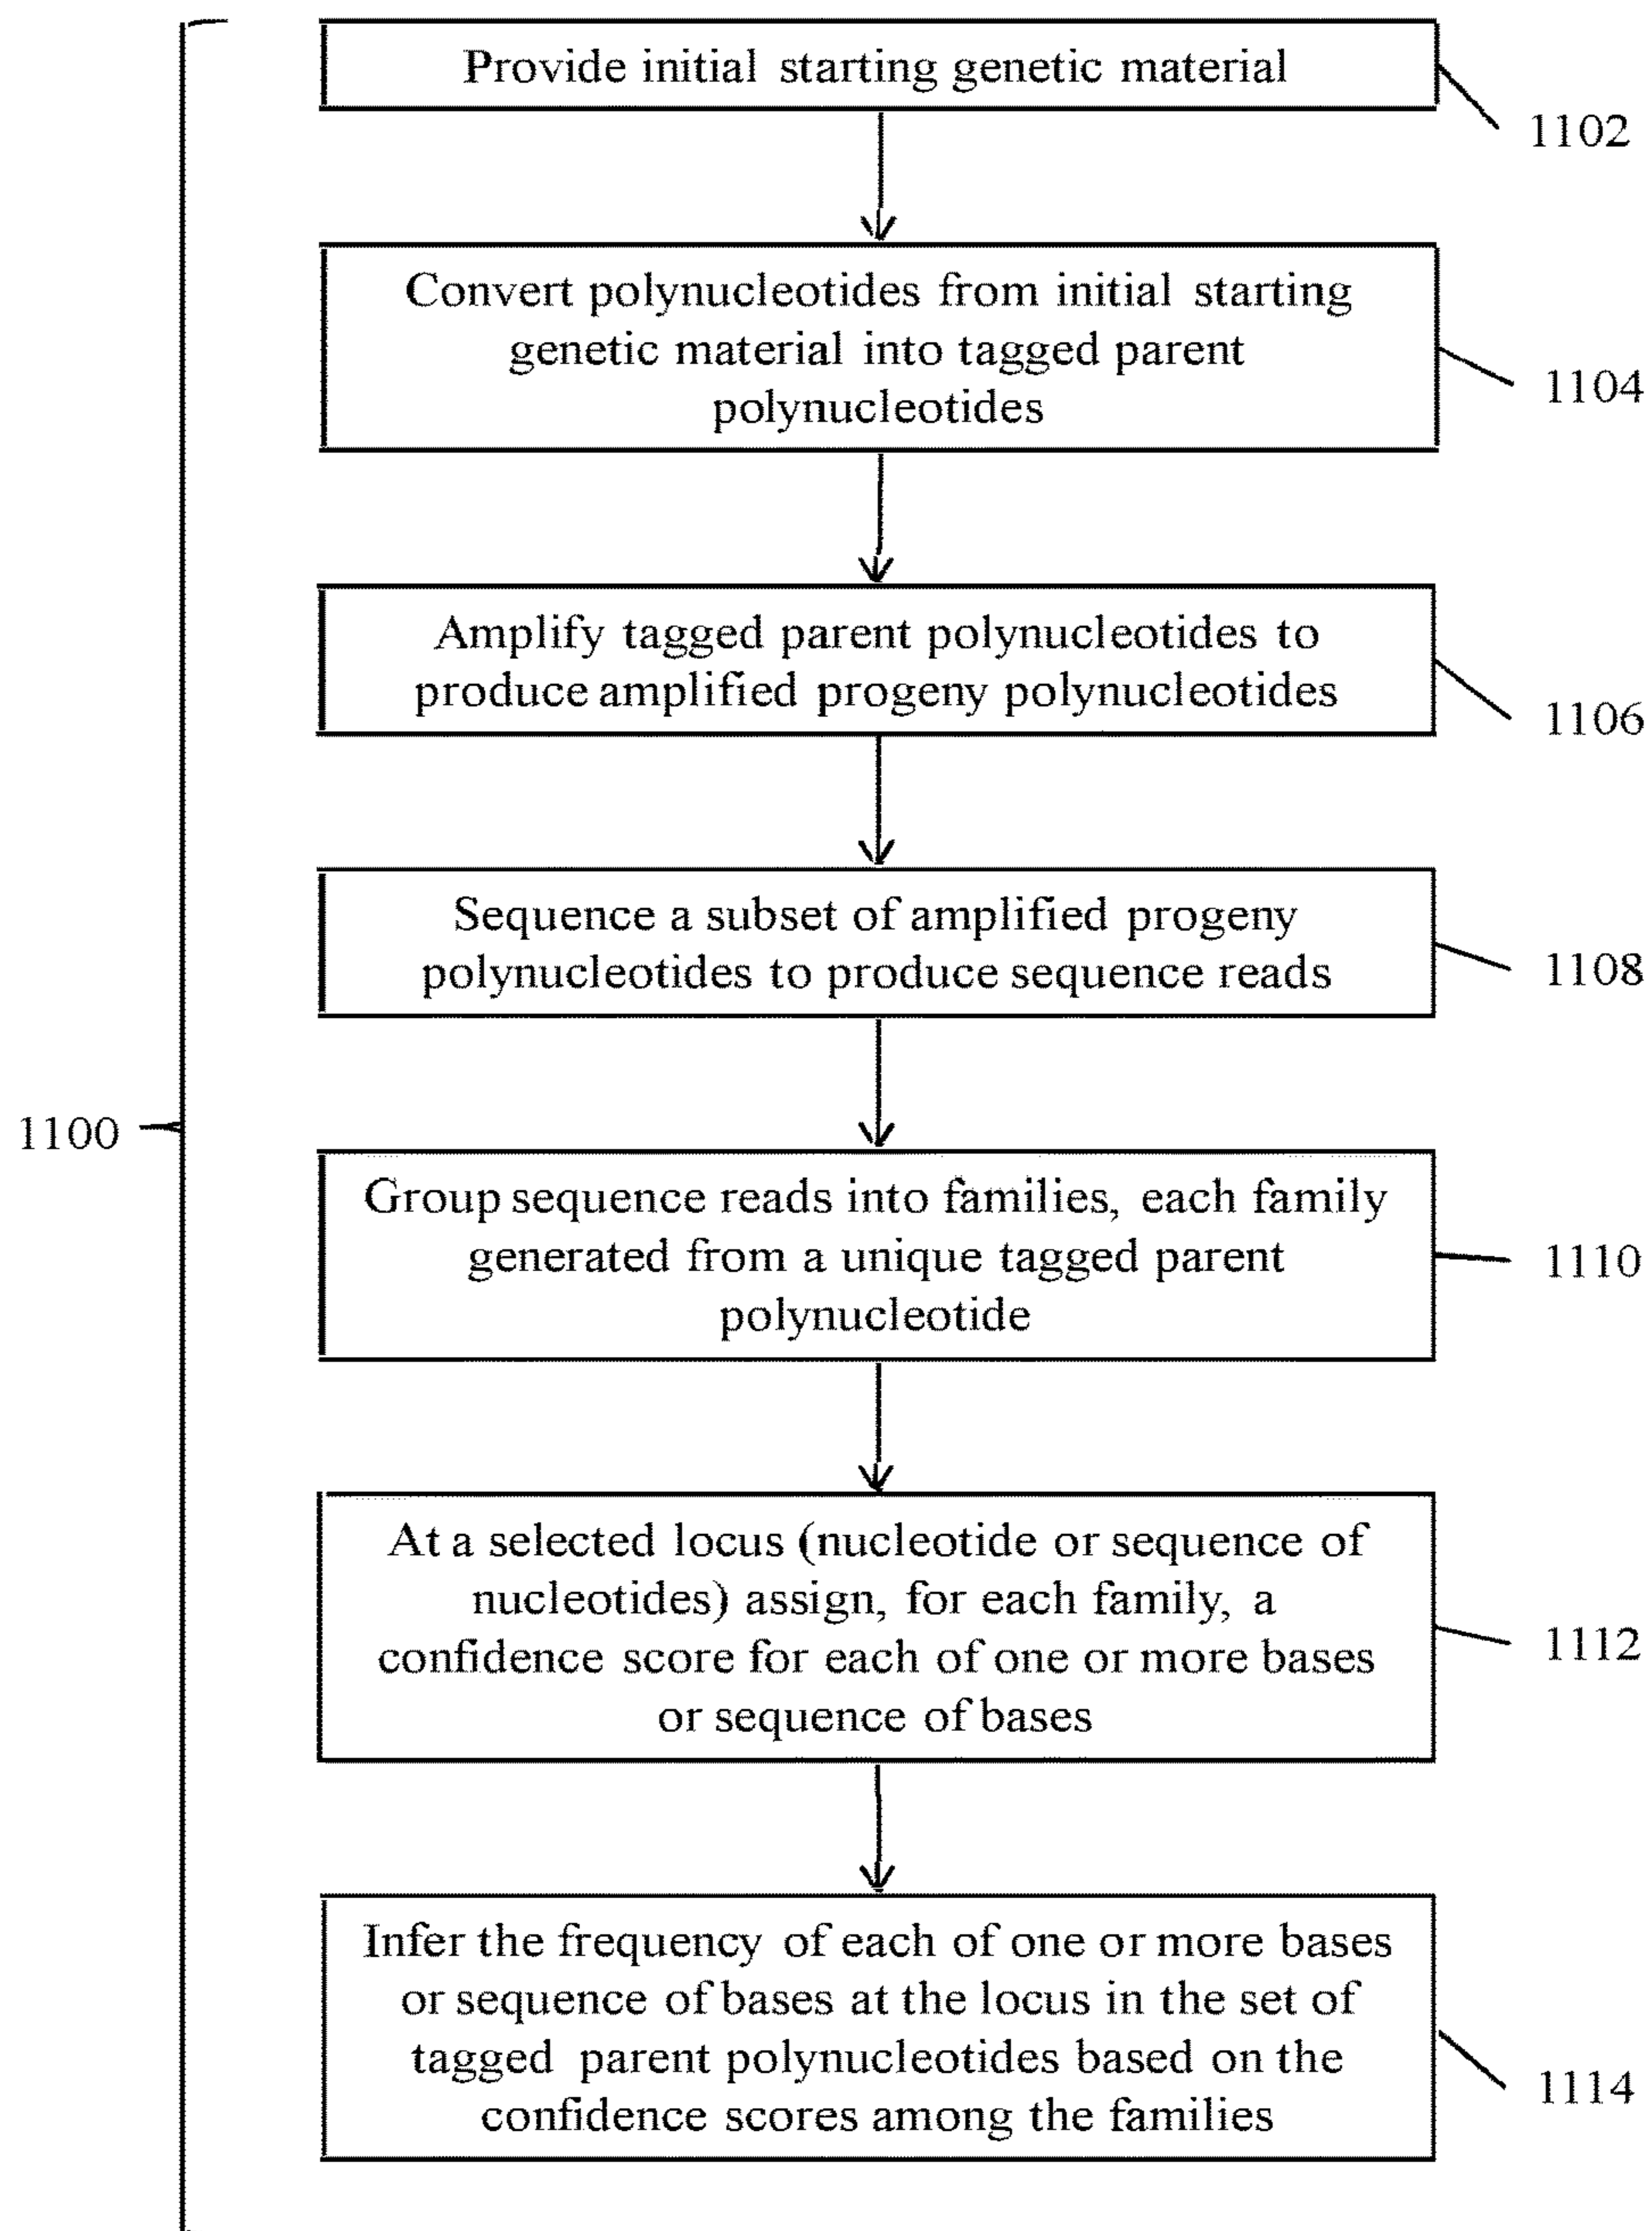 Provide initial starting genetic material
1102
Convert polynucleotides from initial starting
genetic material into tagged parent
polynucleotides
1104
Amplify tagged parent polynucleotides to
produce amplified progeny polynucleotides
1106
Sequence a subset of amplified progeny
polynucleotides to produce sequence reads
1108
1100
Group sequence reads into families, each family
generated from a unique tagged parent
polynucleotide
1110
At a selected locus (nucleotide or sequence of
nucleotides) assign, for each family, a
confidence score for each of one or more bases
or sequence of bases
1112
Infer the frequency of each of one or more bases
or sequence of bases at the locus in the set of
tagged parent polynucleotides based on the
confidence scores among the families
1114